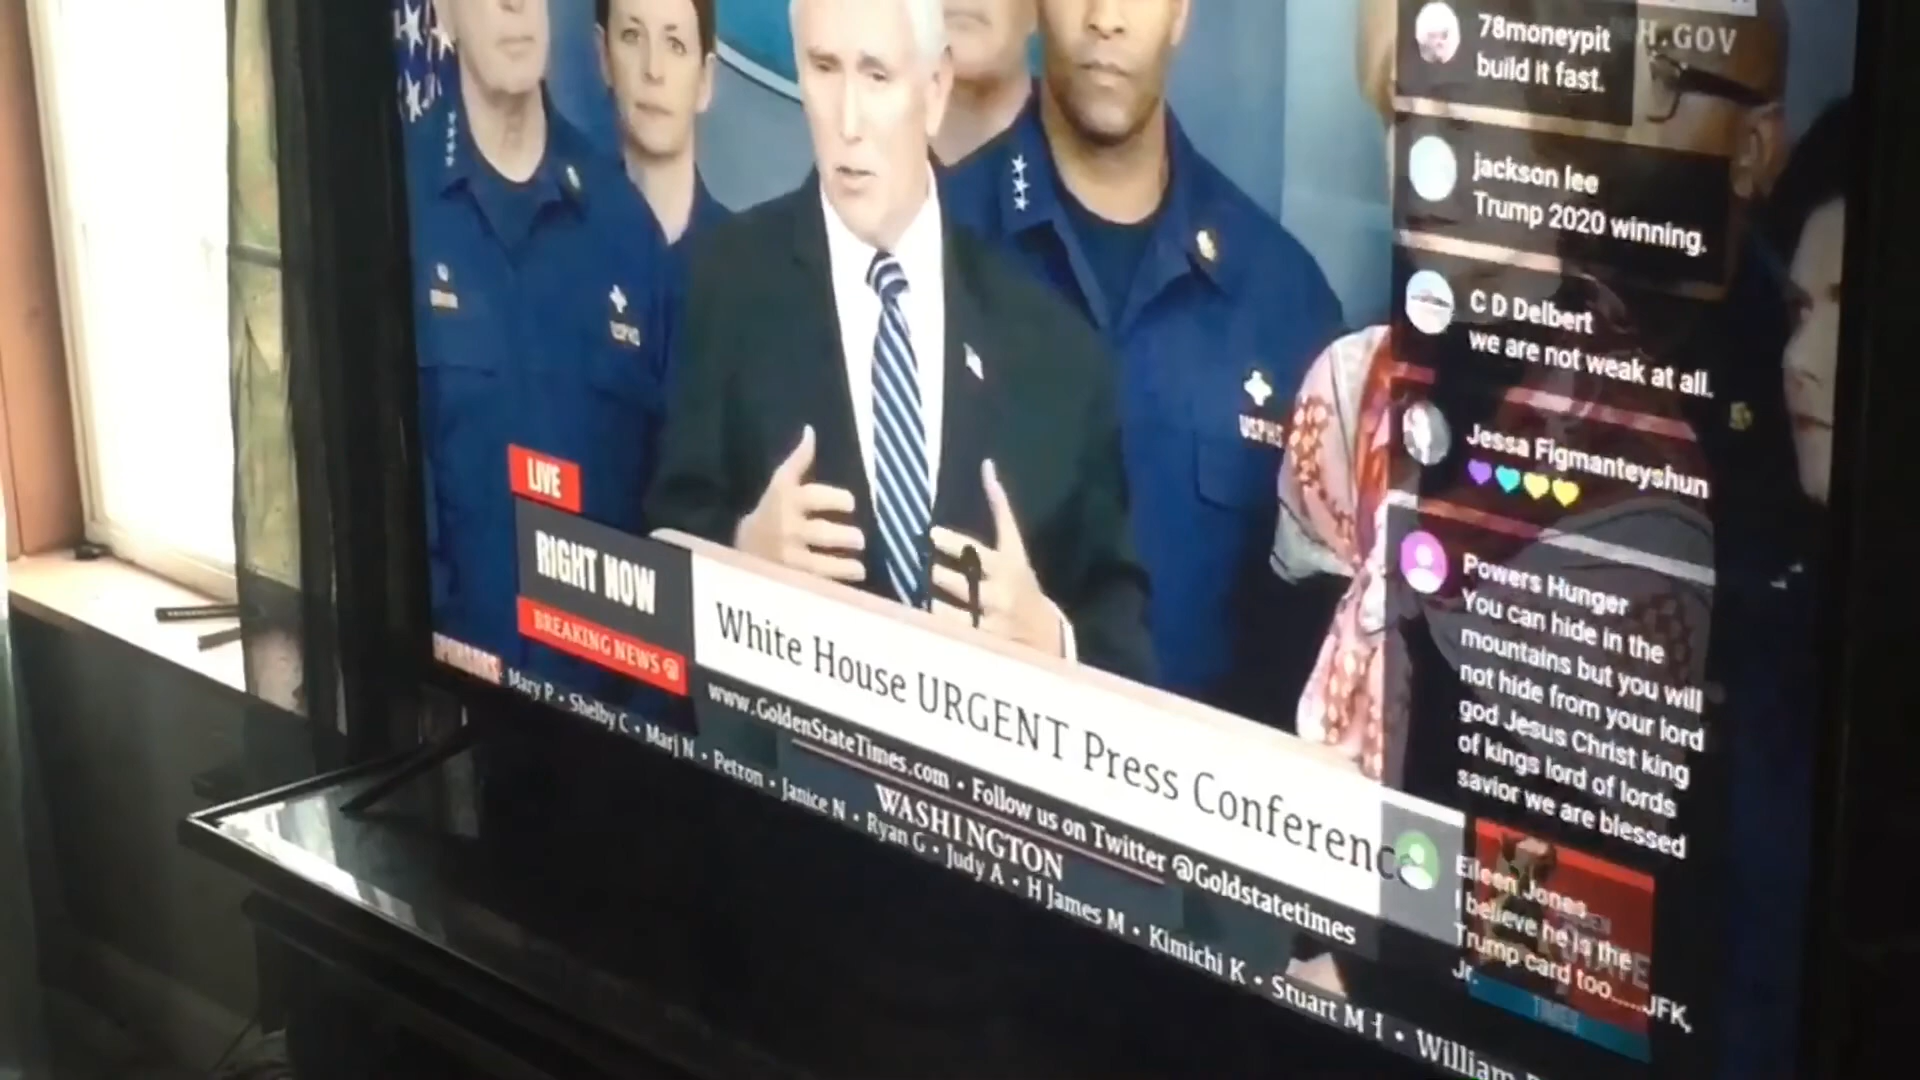 H.GOV
78moneypit
build it fast.
jackson lee
Trump 2020 winning.
C D Delbert
we are not weak at all.
Jessa Figmanteyshun
Powers Hunger
You can hide in the
mountains but you will
not hide from your lord
god Jesus Christ king
of kings lord of lords
savior we are blessed
Eileen Jones
I believe he is the
Trump card too.....JFK,
Jr.
USPHS
USPHS
LIVE
RIGHT NOW
BREAKING NEWS
White House URGENT Press Conference
www.GoldenStateTimes.com • Follow us on Twitter @Goldstatetimes
WASHINGTON
SPONSORS • Mary P • Shelby C • Marj N • Petron • Janice N • Ryan G • Judy A • H James M • Kimichi K • Stuart M H • William
STATE
TIMES